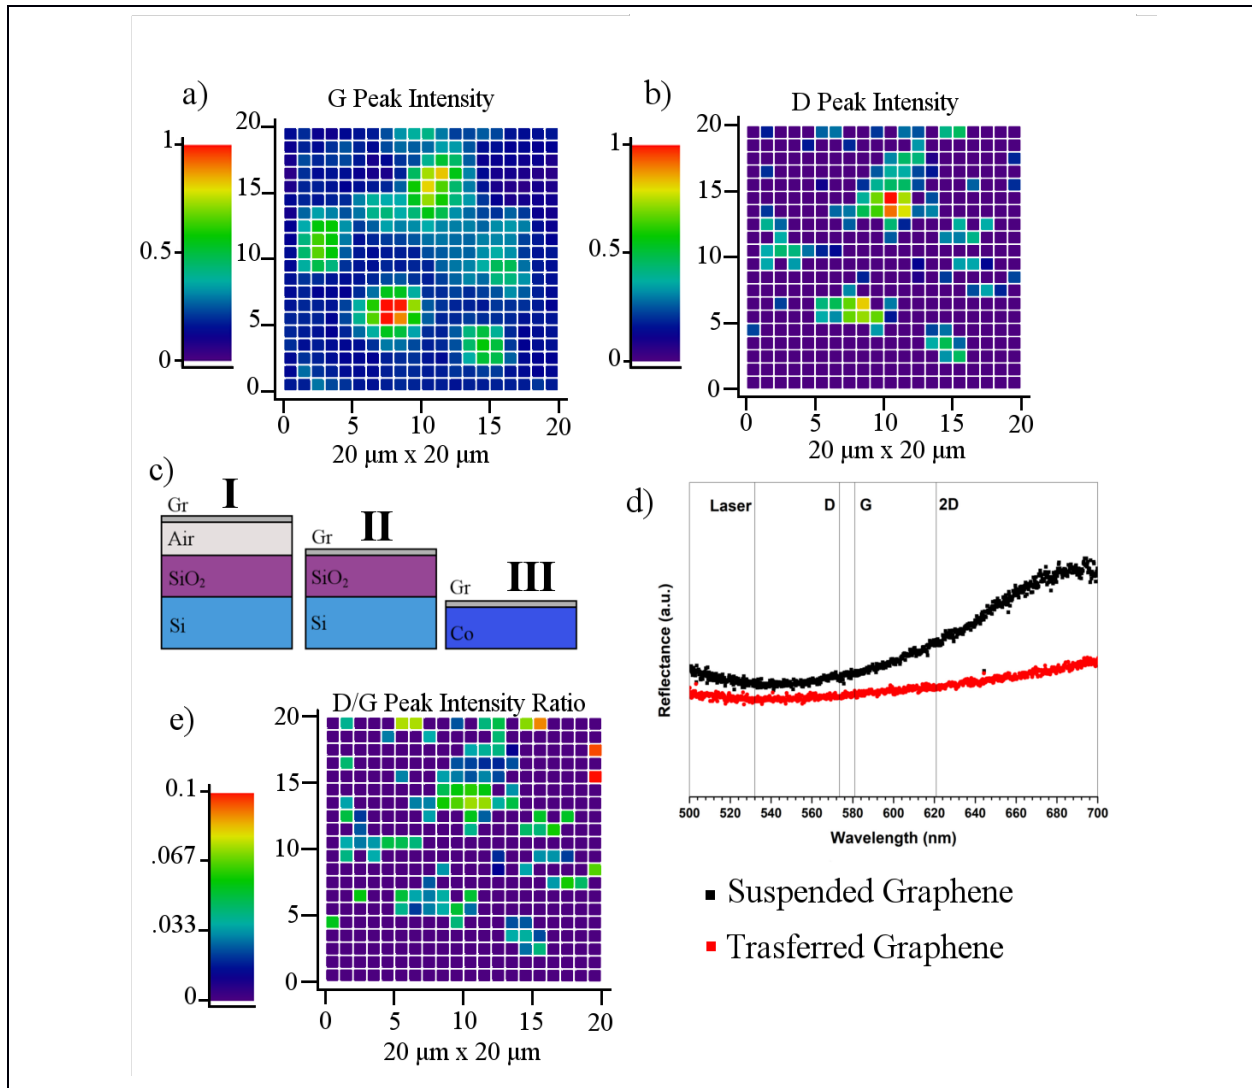 a)
G Peak Intensity
1
0.5
0
20
15
10
5
0
0 5 10 15 20
20 μm x 20 μm
b)
D Peak Intensity
1
0.5
0
20
15
10
5
0
0 5 10 15 20
20 μm x 20 μm
c)
I
Gr
Air
SiO₂
Si
II
Gr
SiO₂
Si
III
Gr
Co
d)
Laser D G 2D
Reflectance (a.u.)
500 520 540 560 580 600 620 640 660 680 700
Wavelength (nm)
Suspended Graphene
Trasferred Graphene
e)
D/G Peak Intensity Ratio
0.1
.067
.033
0
20
15
10
5
0
0 5 10 15 20
20 μm x 20 μm